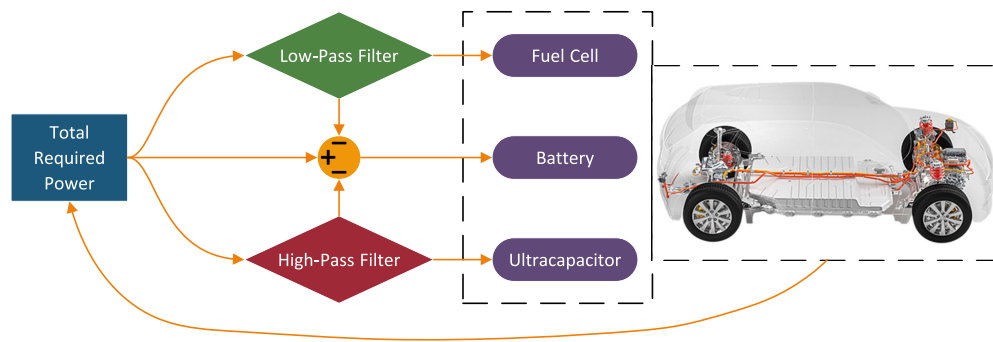 Low-Pass Filter
Fuel Cell
Total
Required
Power
+
−
−
Battery
High-Pass Filter
Ultracapacitor